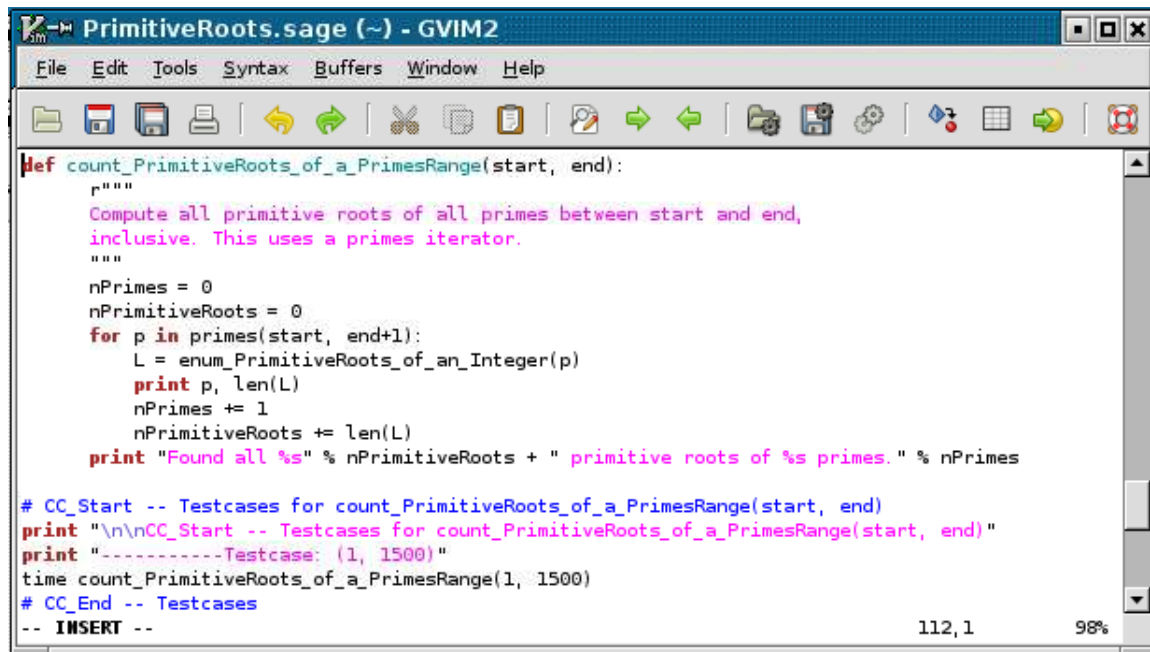 PrimitiveRoots.sage (~) - GVIM2
File Edit Tools Syntax Buffers Window Help
def count_PrimitiveRoots_of_a_PrimesRange(start, end):
r"""
Compute all primitive roots of all primes between start and end,
inclusive. This uses a primes iterator.
"""
nPrimes = 0
nPrimitiveRoots = 0
for p in primes(start, end+1):
L = enum_PrimitiveRoots_of_an_Integer(p)
print p, len(L)
nPrimes += 1
nPrimitiveRoots += len(L)
print "Found all %s" % nPrimitiveRoots + " primitive roots of %s primes." % nPrimes
# CC_Start -- Testcases for count_PrimitiveRoots_of_a_PrimesRange(start, end)
print "\n\nCC_Start -- Testcases for count_PrimitiveRoots_of_a_PrimesRange(start, end)"
print "-----------Testcase: (1, 1500)"
time count_PrimitiveRoots_of_a_PrimesRange(1, 1500)
# CC_End -- Testcases
-- INSERT -- 112,1 98%